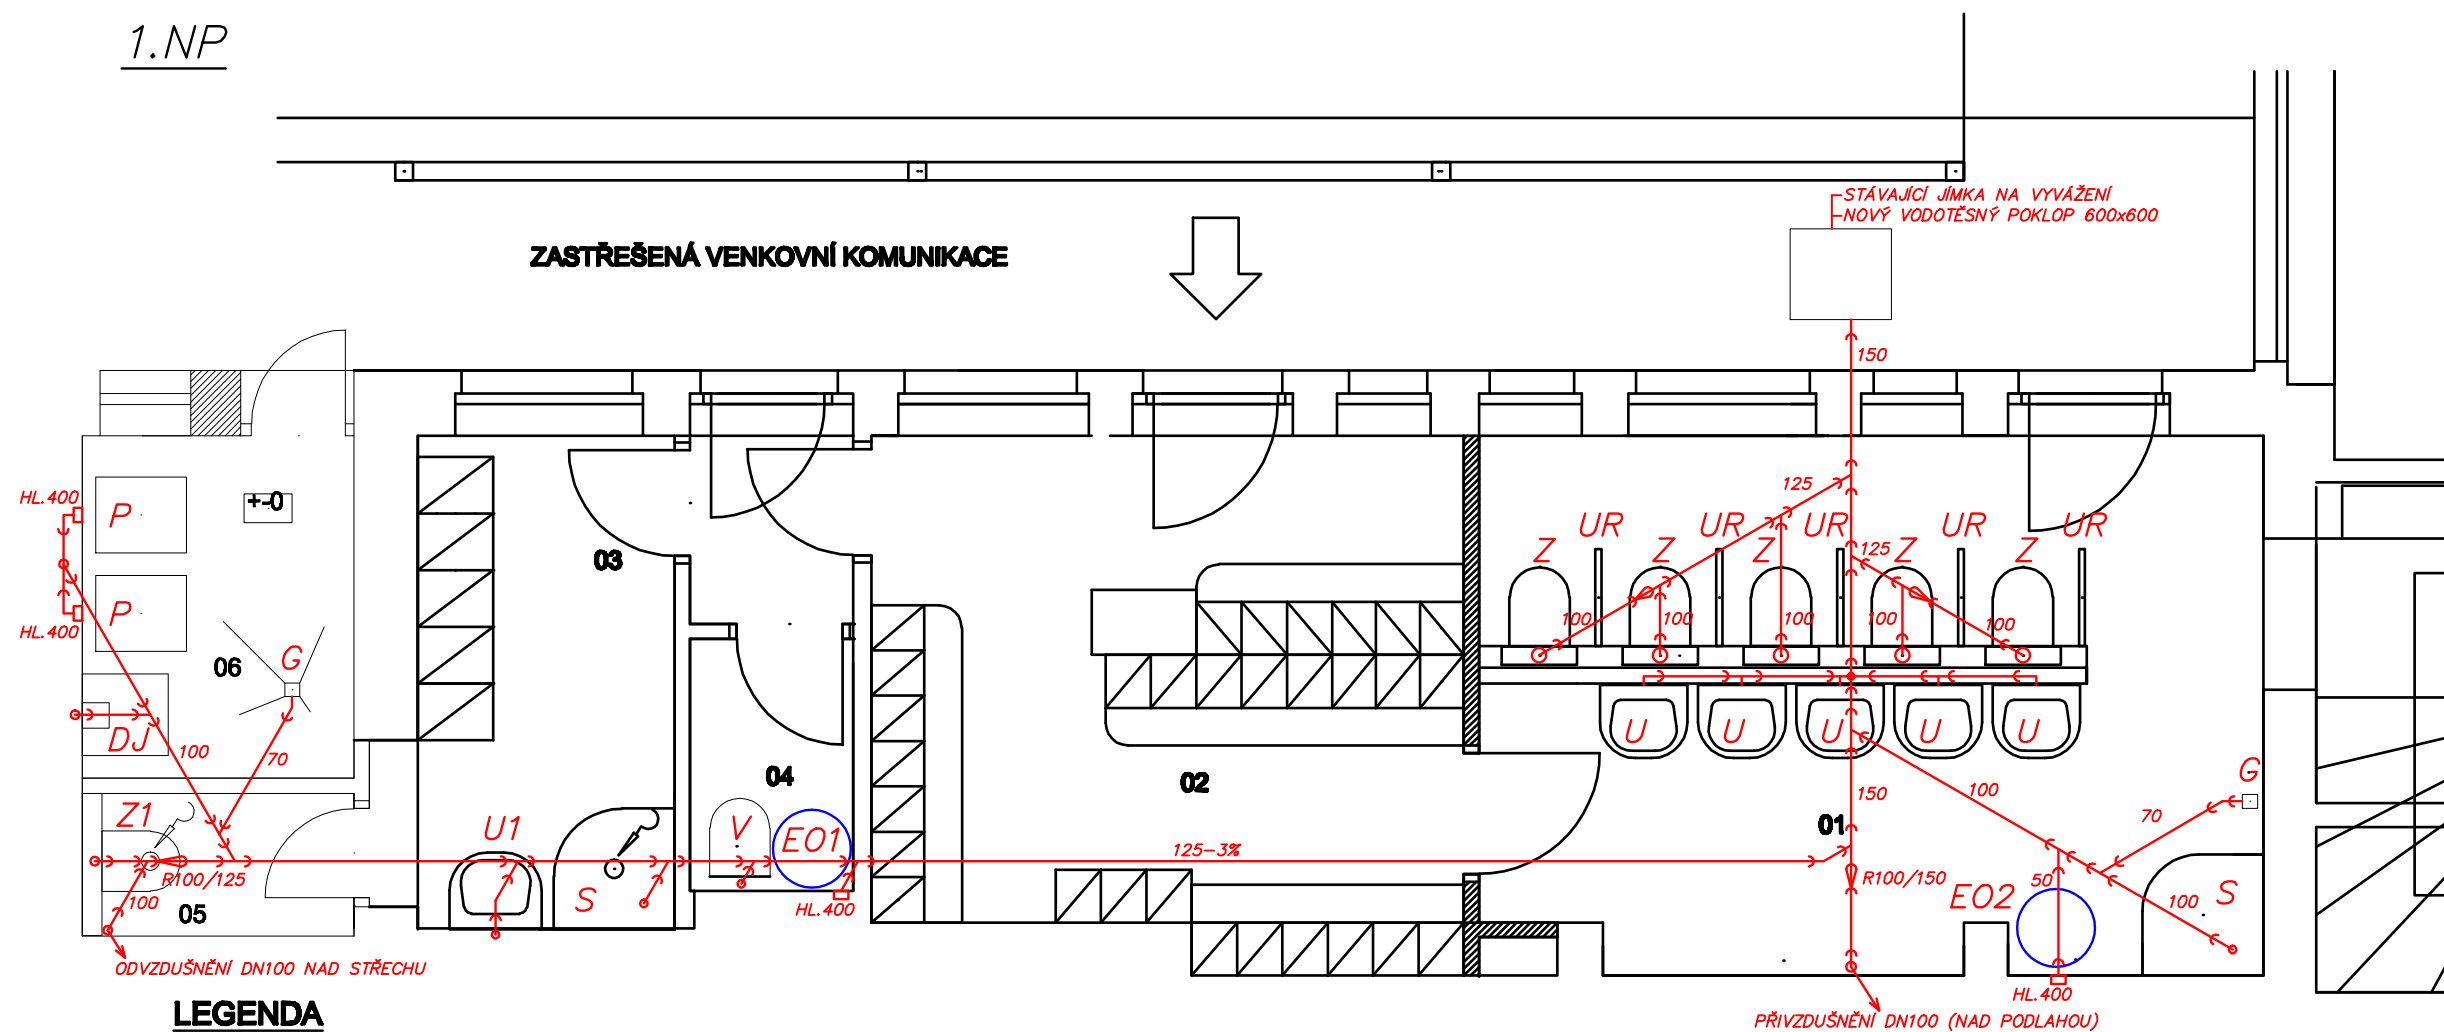 1.NP
STÁVAJÍCÍ JÍMKA NA VYVÁŽENÍ
NOVÝ VODOTĚSNÝ POKLOP 600x600
ZASTŘEŠENÁ VENKOVNÍ KOMUNIKACE
150
125
HL.400
P
+-0
UR UR UR UR UR
Z Z Z Z Z
125
03
P
HL.400
100 100 100 100 100
06
G
DJ
100
70
U U U U U
04
02
G
100
150
70
Z1
U1
V
EO1
01
125-3%
R100/125
R100/150
50
EO2
S
S
100
100
05
HL.400
ODVZDUŠNĚNÍ DN100 NAD STŘECHU
HL.400
LEGENDA
PŘIVZDUŠNĚNÍ DN100 (NAD PODLAHOU)